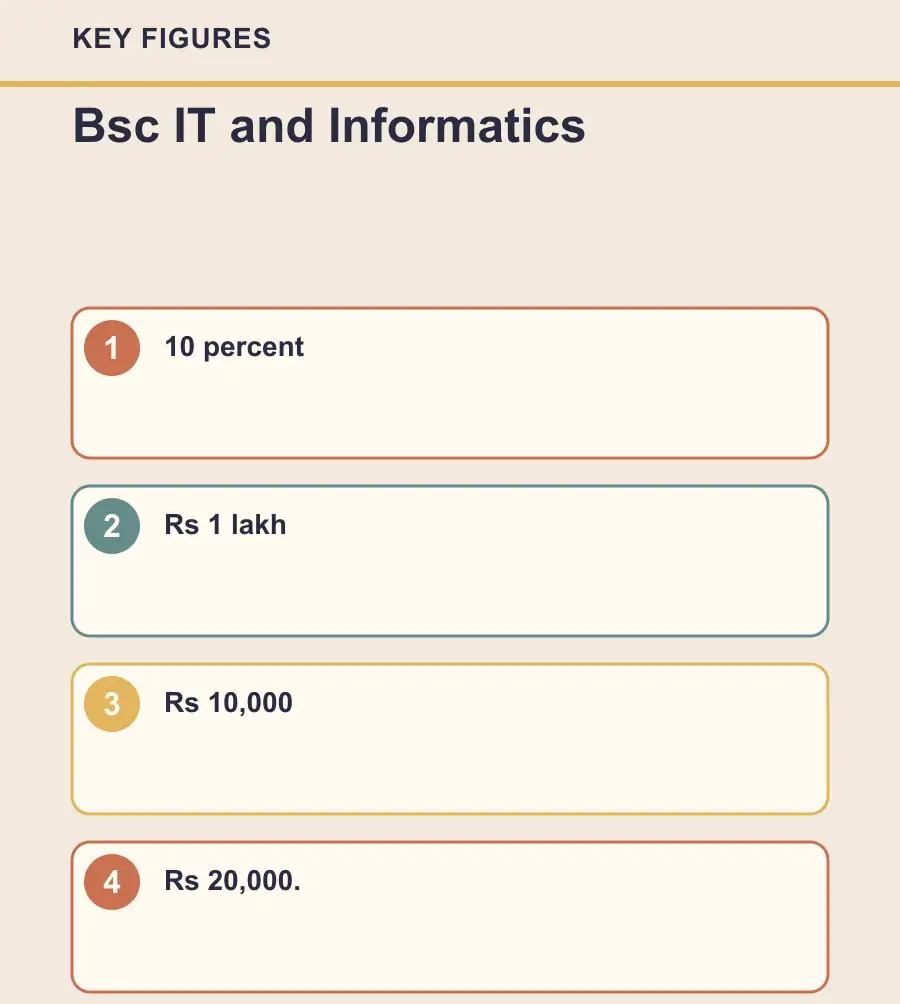 KEY FIGURES
Bsc IT and Informatics
1 10 percent
2 Rs 1 lakh
3 Rs 10,000
4 Rs 20,000.